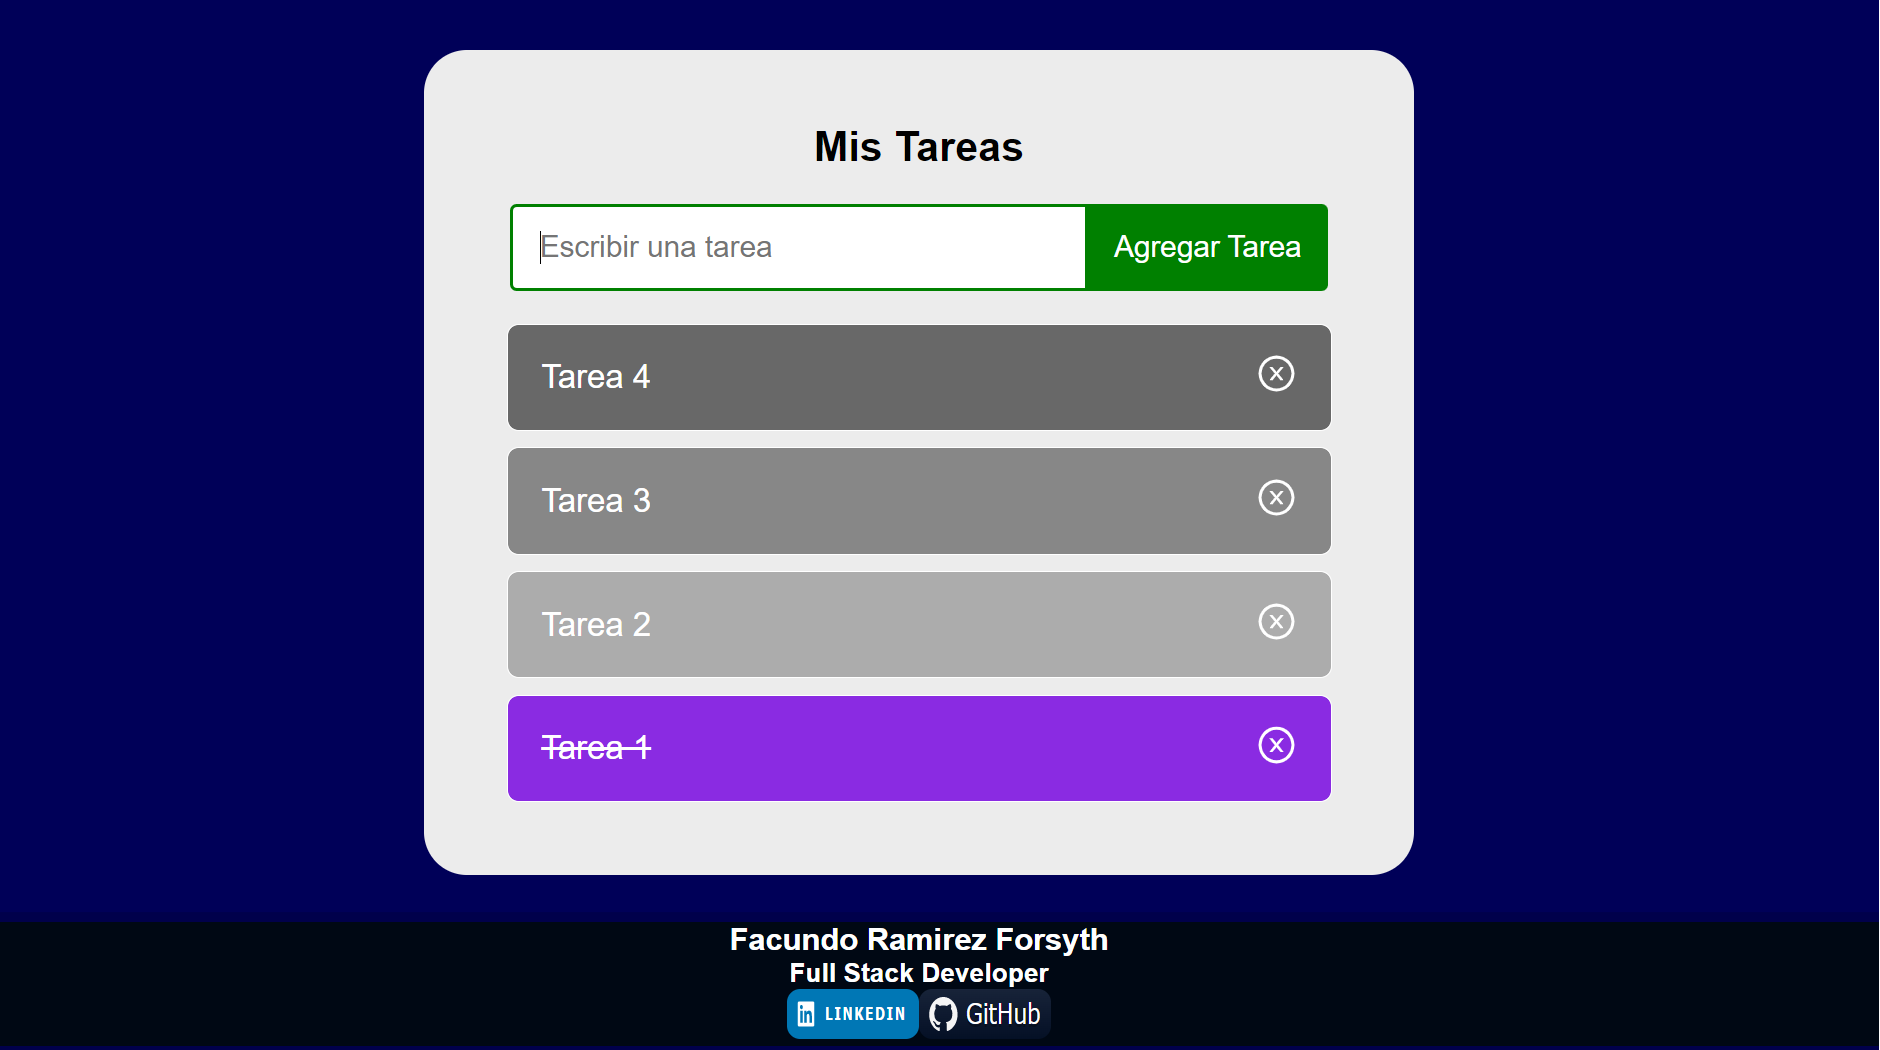 Mis Tareas
Escribir una tarea
Agregar Tarea
Tarea 4
Tarea 3
Tarea 2
Tarea 1
Facundo Ramirez Forsyth
Full Stack Developer
in LINKEDIN
GitHub